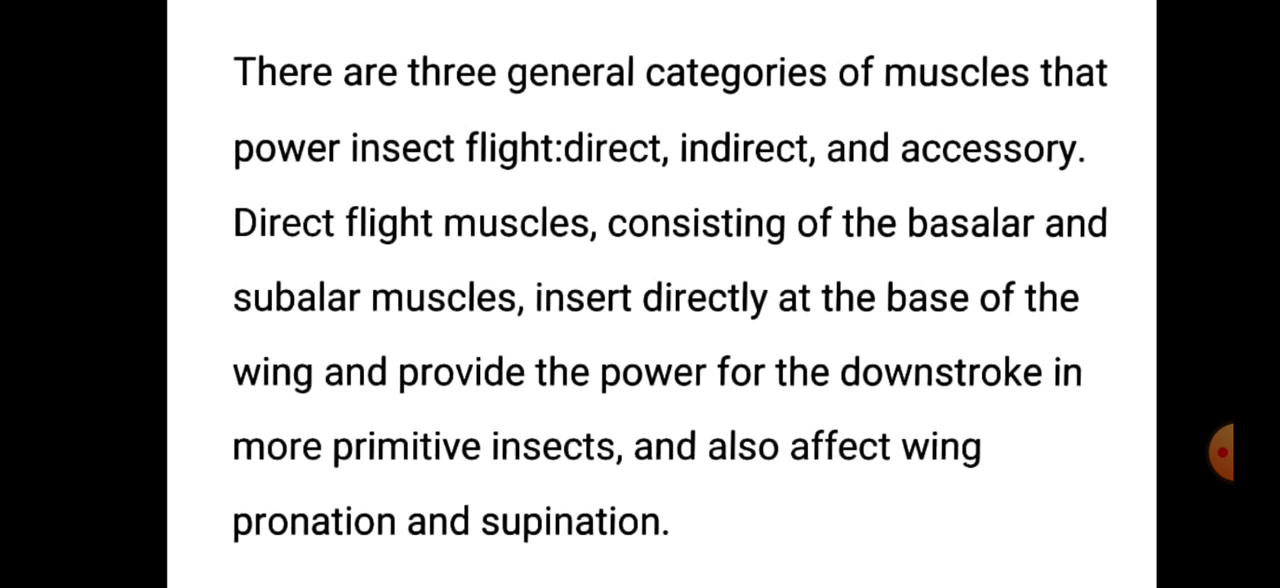 There are three general categories of muscles that
power insect flight:direct, indirect, and accessory.
Direct flight muscles, consisting of the basalar and
subalar muscles, insert directly at the base of the
wing and provide the power for the downstroke in
more primitive insects, and also affect wing
pronation and supination.